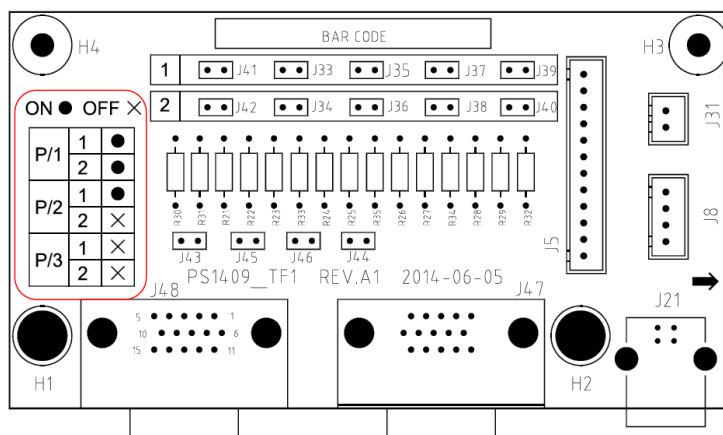 BAR CODE
H4
H3
1 J41 J33 J35 J37 J39
2 J42 J34 J36 J38 J40
J31
ON ● OFF ×
P/1 1 ●
2 ●
P/2 1 ●
2 ×
P/3 1 ×
2 ×
R30 R31 R21 R22 R23 R33 R24 R25 R35 R26 R27 R34 R28 R29 R32
J5
J8
J43 J45 J46 J44
PS1409_TF1 REV.A1 2014-06-05
J48
J47
J21
5 1
10 6
15 11
H1
H2